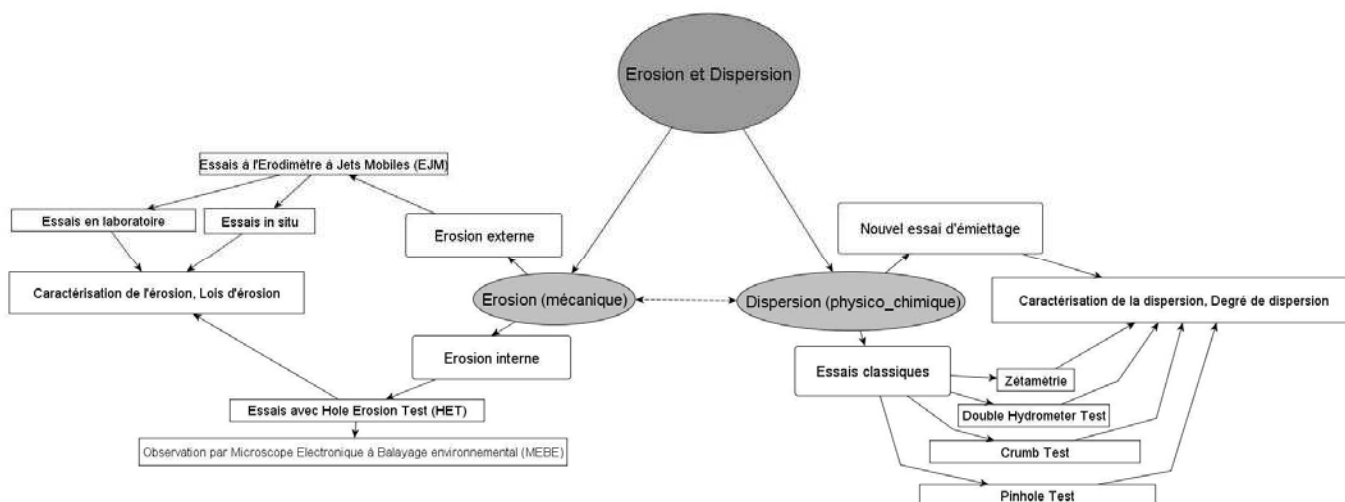 Erosion et Dispersion
Essais à l'Erodimètre à Jets Mobiles (EJM)
Essais en laboratoire
Essais in situ
Erosion externe
Nouvel essai d'émiettage
Caractérisation de l'érosion, Lois d'érosion
Erosion (mécanique)
Dispersion (physico_chimique)
Caractérisation de la dispersion, Degré de dispersion
Erosion interne
Essais classiques
Zétamètrie
Essais avec Hole Erosion Test (HET)
Double Hydrometer Test
Observation par Microscope Electronique à Balayage environnemental (MEBE)
Crumb Test
Pinhole Test